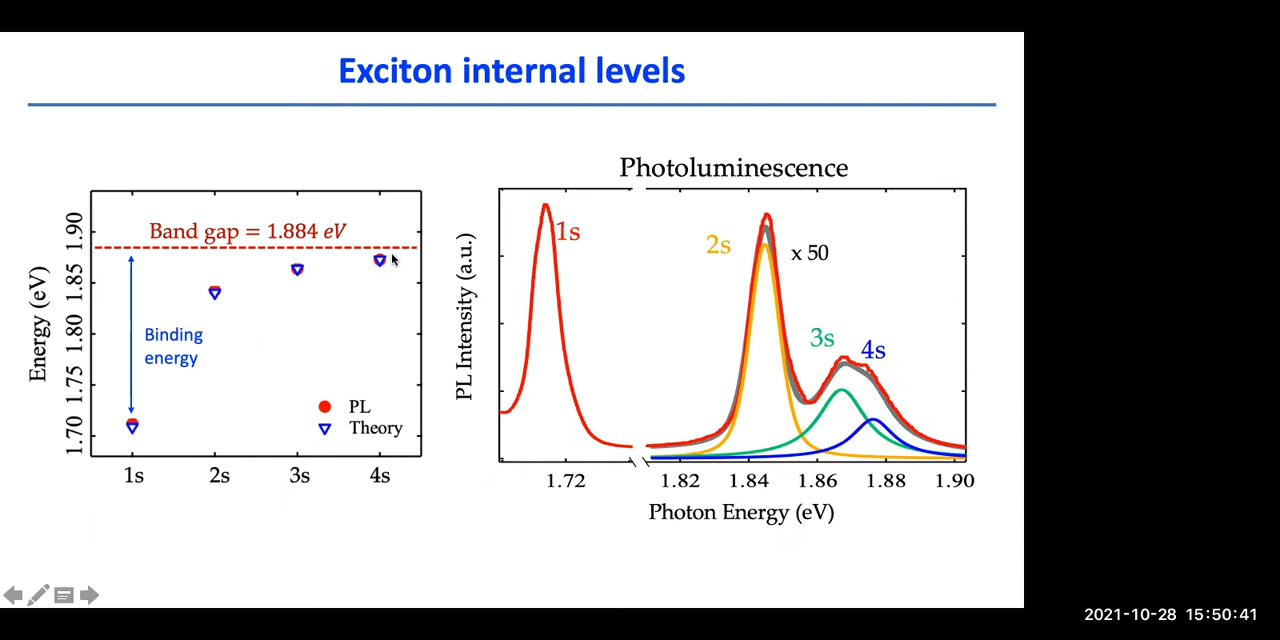 Exciton internal levels
Energy (eV)
1.90
1.85
1.80
1.75
1.70
Band gap = 1.884 eV
Binding
energy
PL
Theory
1s
2s
3s
4s
Photoluminescence
PL Intensity (a.u.)
1s
2s
x 50
3s
4s
1.72
1.82
1.84
1.86
1.88
1.90
Photon Energy (eV)
2021-10-28 15:50:41